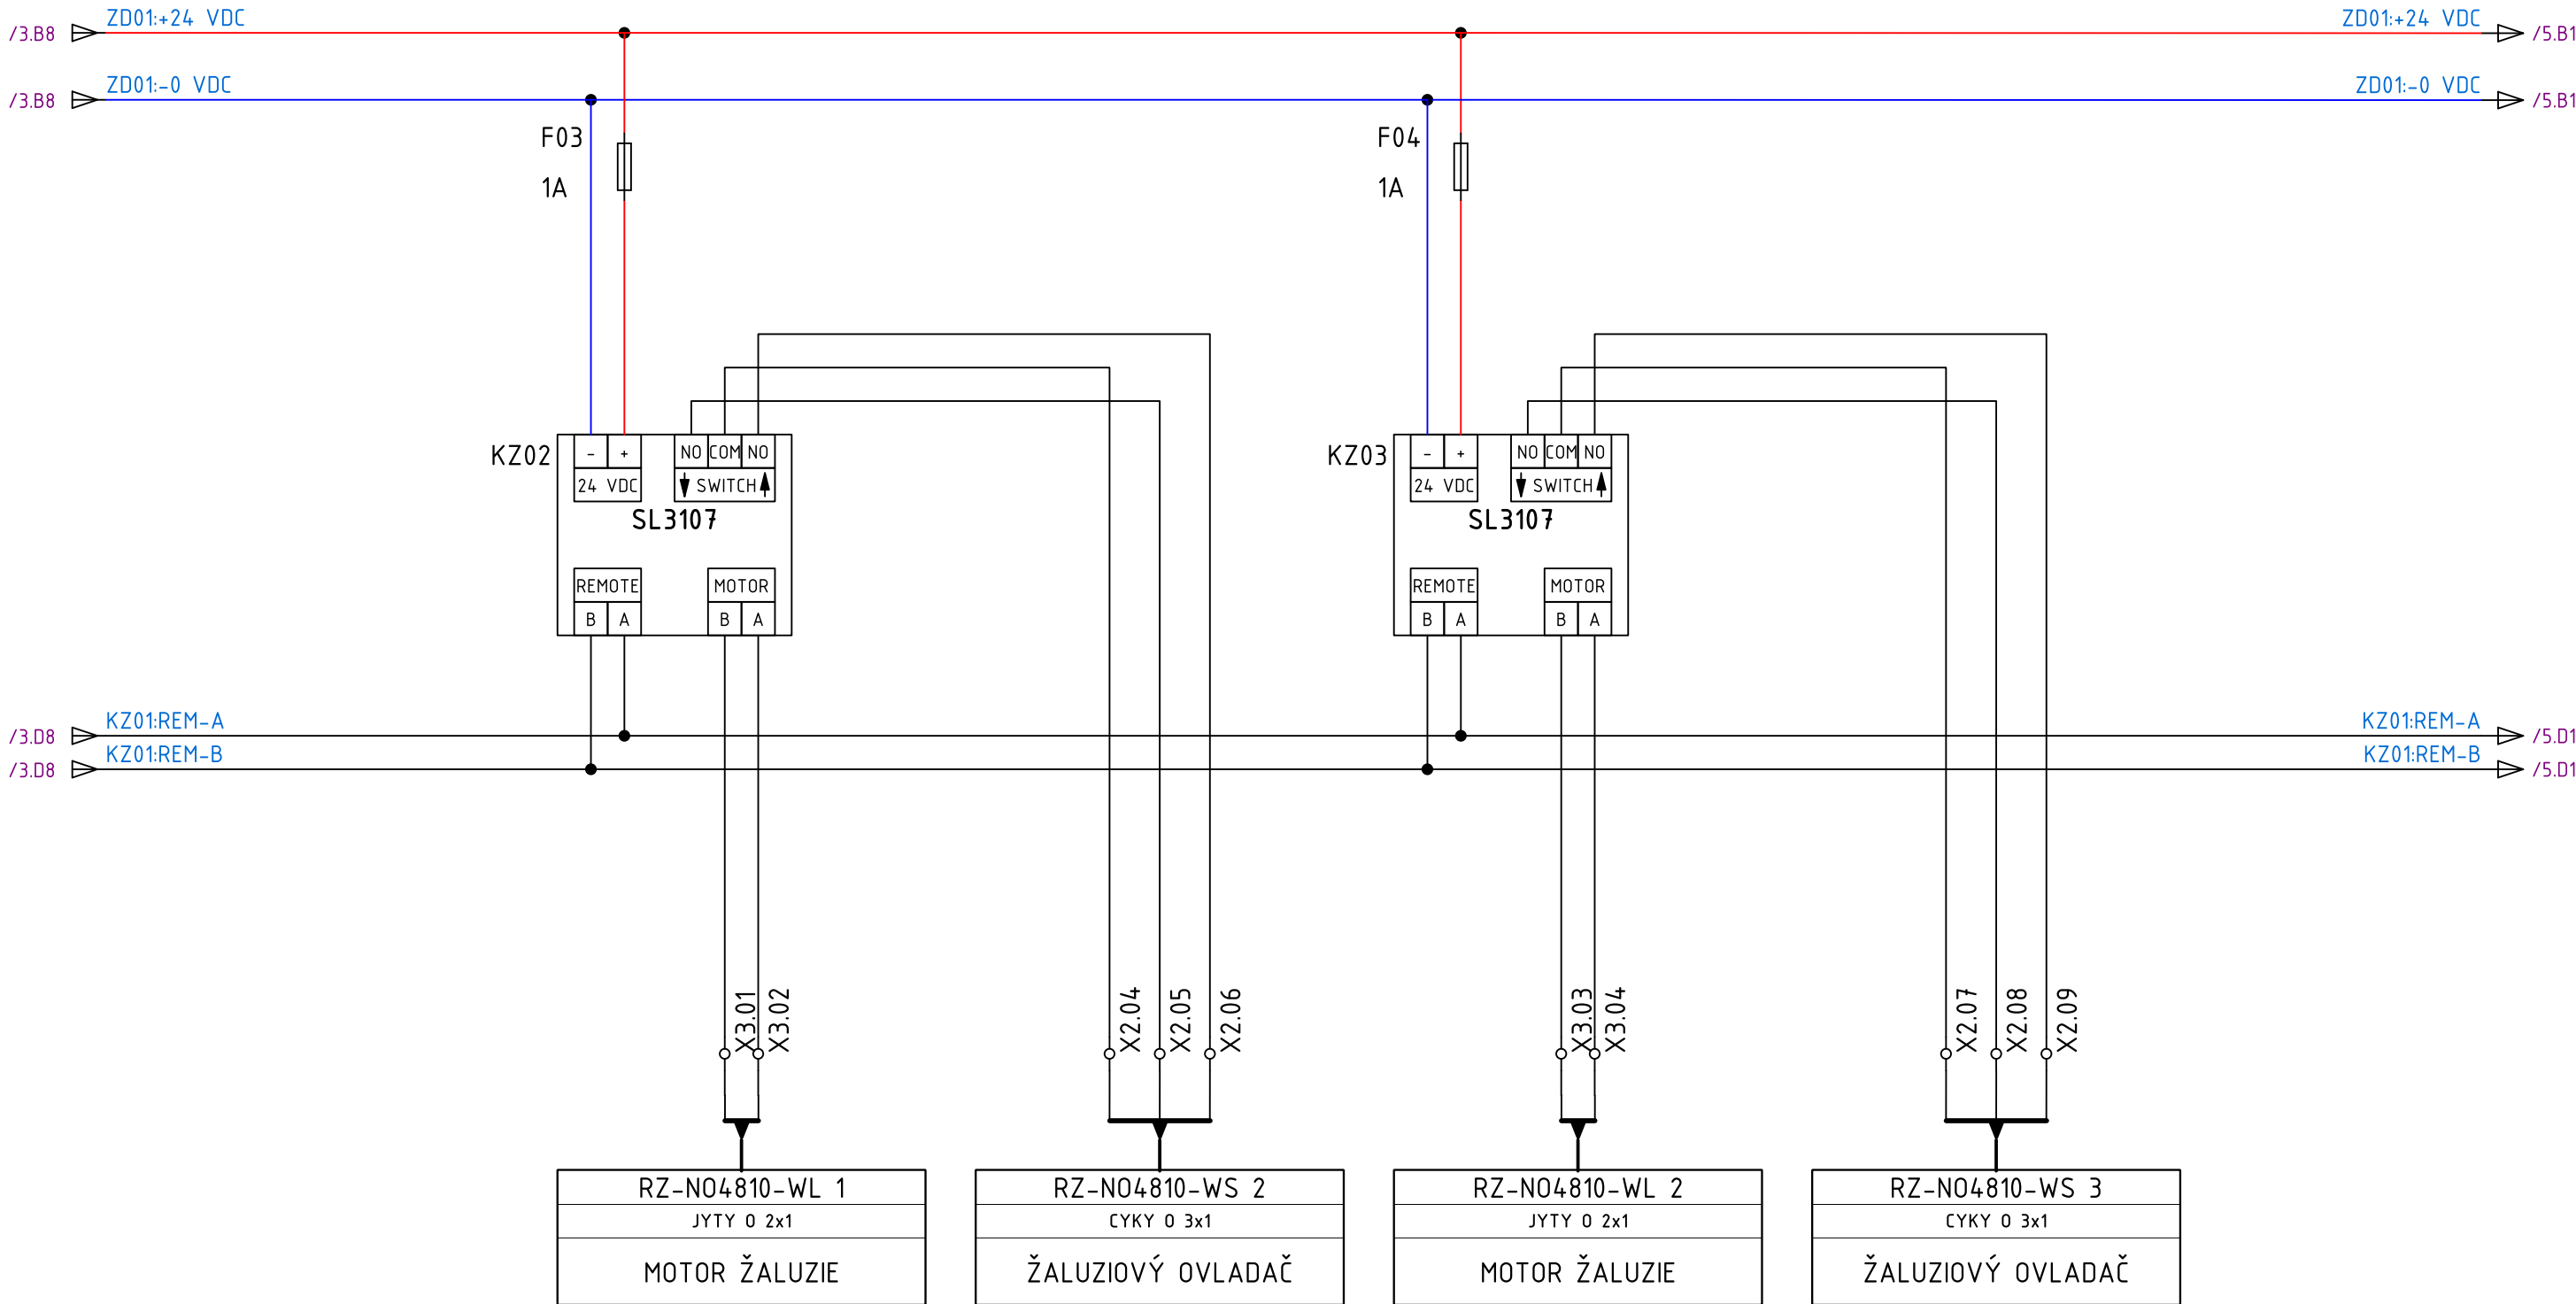 ZD01:+24 VDC
ZD01:+24 VDC
/3.B8
/5.B1
ZD01:-0 VDC
ZD01:-0 VDC
/3.B8
/5.B1
F03
1A
F04
1A
KZ02
- +
NO COM NO
24 VDC
SWITCH
SL3107
REMOTE
MOTOR
B A
B A
KZ03
- +
NO COM NO
24 VDC
SWITCH
SL3107
REMOTE
MOTOR
B A
B A
KZ01:REM-A
KZ01:REM-A
/3.D8
/5.D1
KZ01:REM-B
KZ01:REM-B
/3.D8
/5.D1
X3.01
X3.02
X2.04
X2.05
X2.06
X3.03
X3.04
X2.07
X2.08
X2.09
RZ-NO4810-WL 1
JYTY O 2x1
MOTOR ŽALUZIE
RZ-NO4810-WS 2
CYKY O 3x1
ŽALUZIOVÝ OVLADAČ
RZ-NO4810-WL 2
JYTY O 2x1
MOTOR ŽALUZIE
RZ-NO4810-WS 3
CYKY O 3x1
ŽALUZIOVÝ OVLADAČ